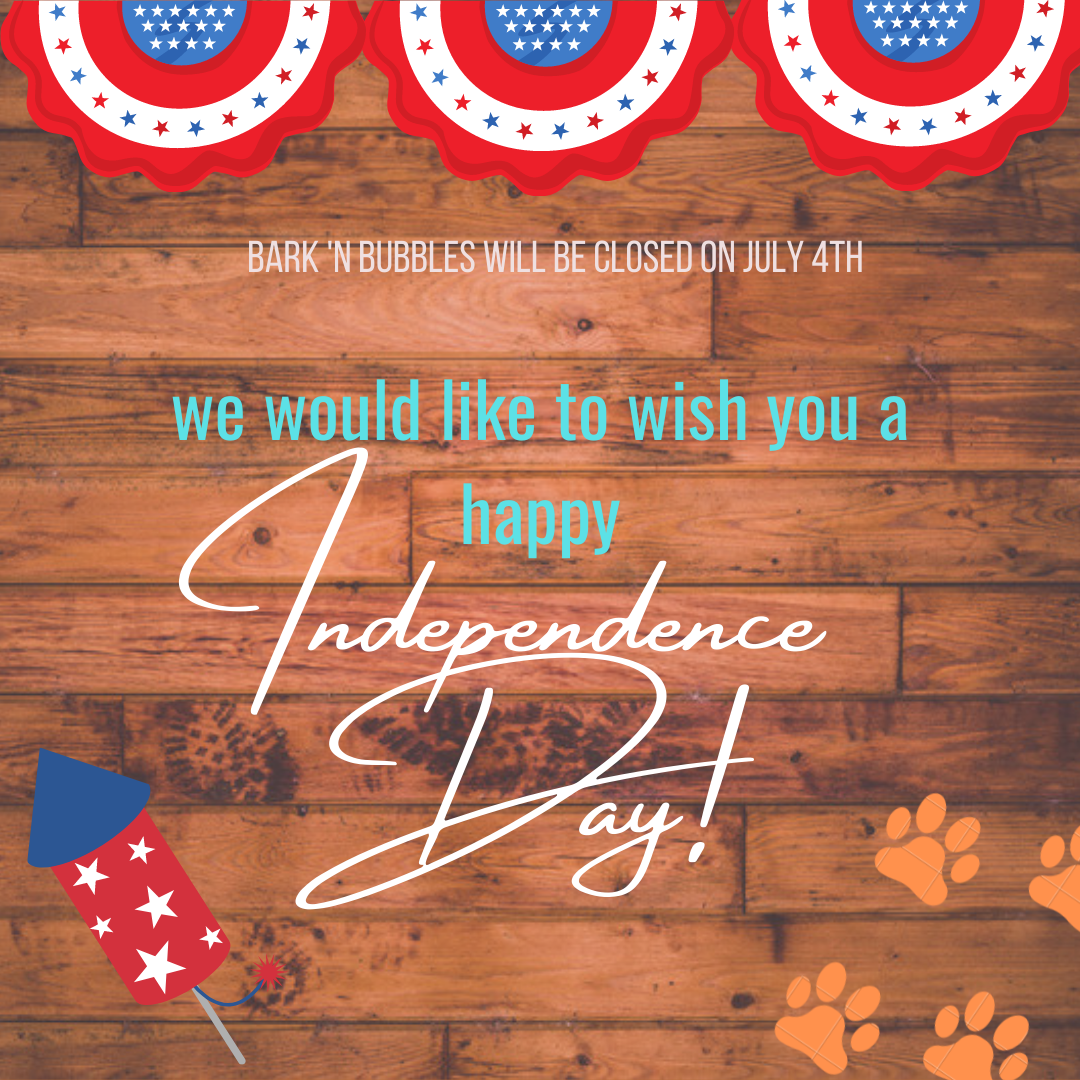 BARK 'N BUBBLES WILL BE CLOSED ON JULY 4TH
we would like to wish you a
happy
Independence
Day!